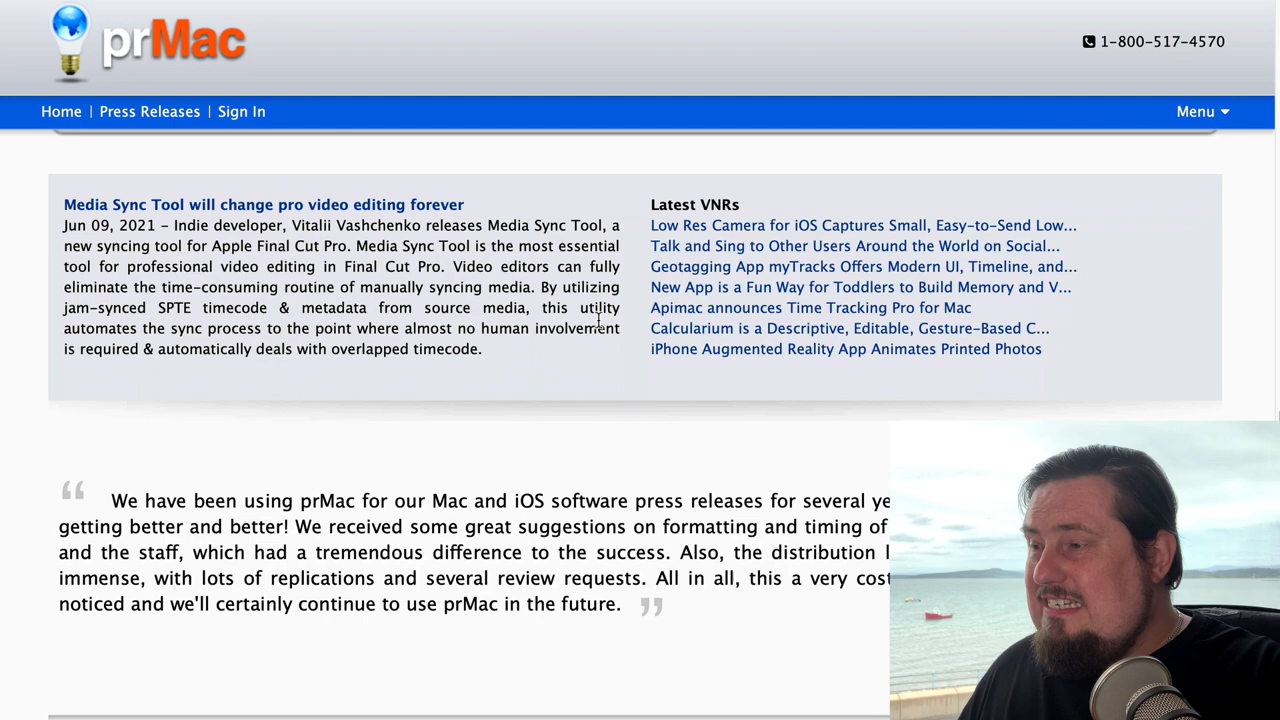 prMac
1-800-517-4570
Home | Press Releases | Sign In
Menu
Media Sync Tool will change pro video editing forever
Jun 09, 2021 – Indie developer, Vitalii Vashchenko releases Media Sync Tool, a
new syncing tool for Apple Final Cut Pro. Media Sync Tool is the most essential
tool for professional video editing in Final Cut Pro. Video editors can fully
eliminate the time-consuming routine of manually syncing media. By utilizing
jam-synced SPTE timecode & metadata from source media, this utility
automates the sync process to the point where almost no human involvement
is required & automatically deals with overlapped timecode.
Latest VNRs
Low Res Camera for iOS Captures Small, Easy-to-Send Low...
Talk and Sing to Other Users Around the World on Social...
Geotagging App myTracks Offers Modern UI, Timeline, and...
New App is a Fun Way for Toddlers to Build Memory and V...
Apimac announces Time Tracking Pro for Mac
Calcularium is a Descriptive, Editable, Gesture-Based C...
iPhone Augmented Reality App Animates Printed Photos
“ We have been using prMac for our Mac and iOS software press releases for several ye
getting better and better! We received some great suggestions on formatting and timing of
and the staff, which had a tremendous difference to the success. Also, the distribution
immense, with lots of replications and several review requests. All in all, this a very cost
noticed and we'll certainly continue to use prMac in the future. ”